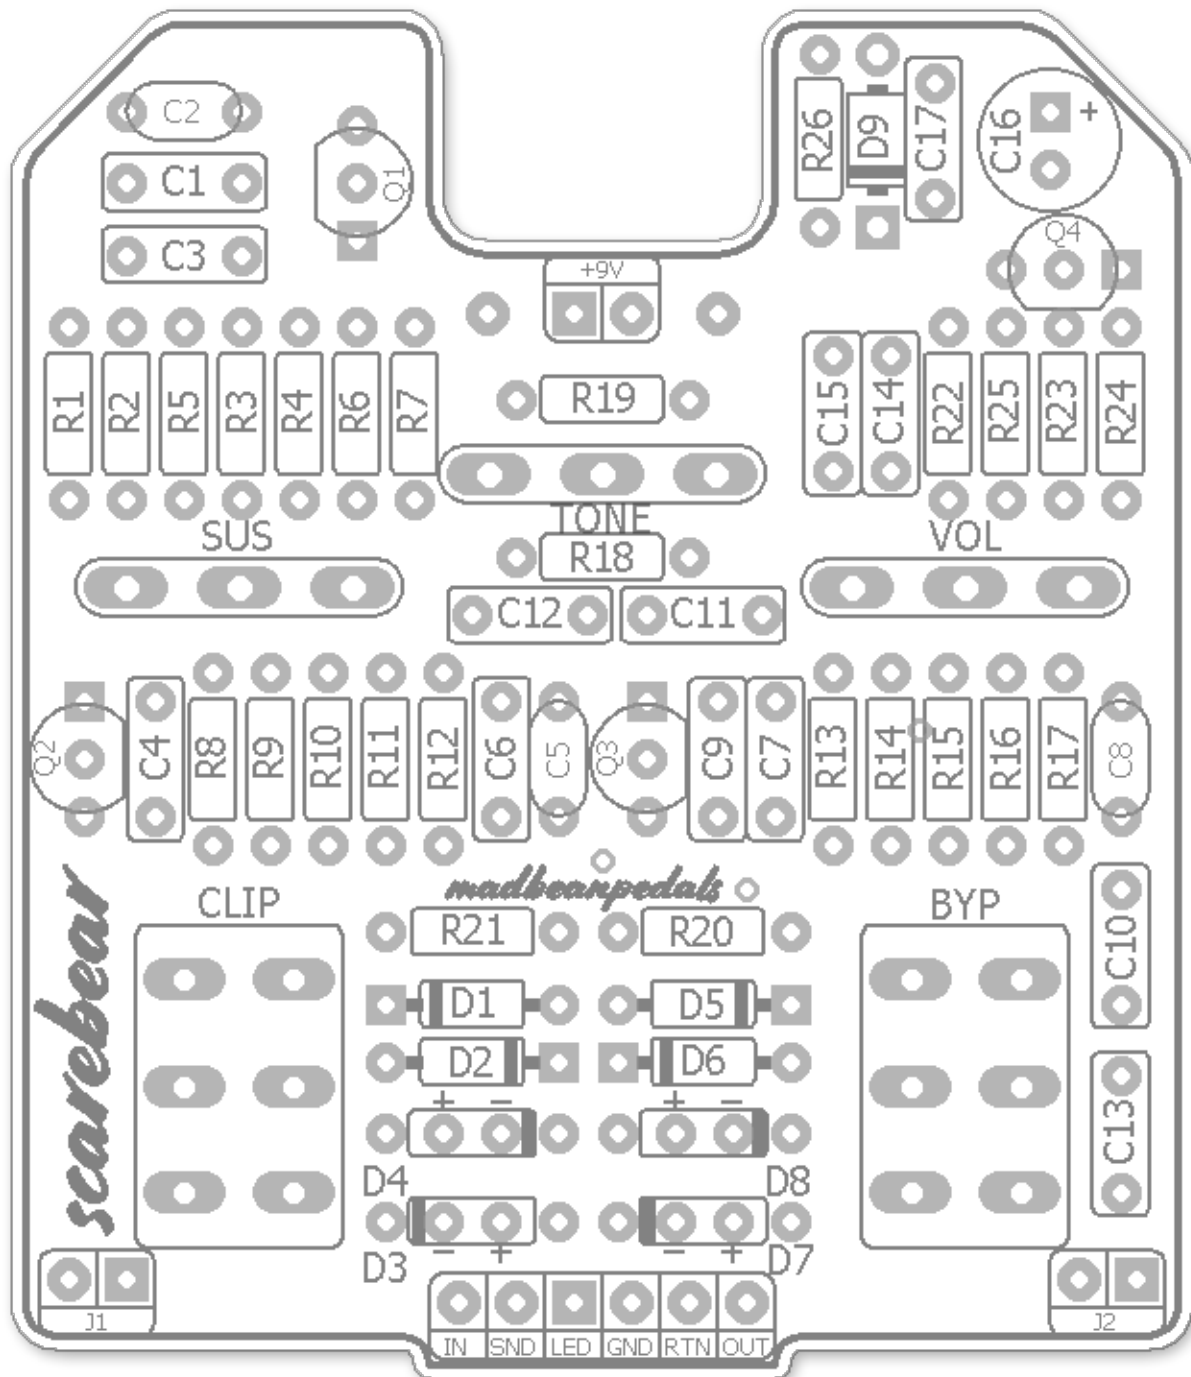 C2
C1
C3
Q1
R26
D9
C17
C16
+
Q4
+9V
R1
R2
R5
R3
R4
R6
R7
R19
C15
C14
R22
R25
R23
R24
SUS
TONE
VOL
R18
C12
C11
Q2
C4
R8
R9
R10
R11
R12
C6
C5
Q3
C9
C7
R13
R14
R15
R16
R17
C8
scarebear
CLIP
madbeanpedals
BYP
R21
R20
C10
D1
D5
D2
D6
+ −
+ −
D4
D8
C13
− +
− +
D3
D7
J1
IN SND LED GND RTN OUT
J2